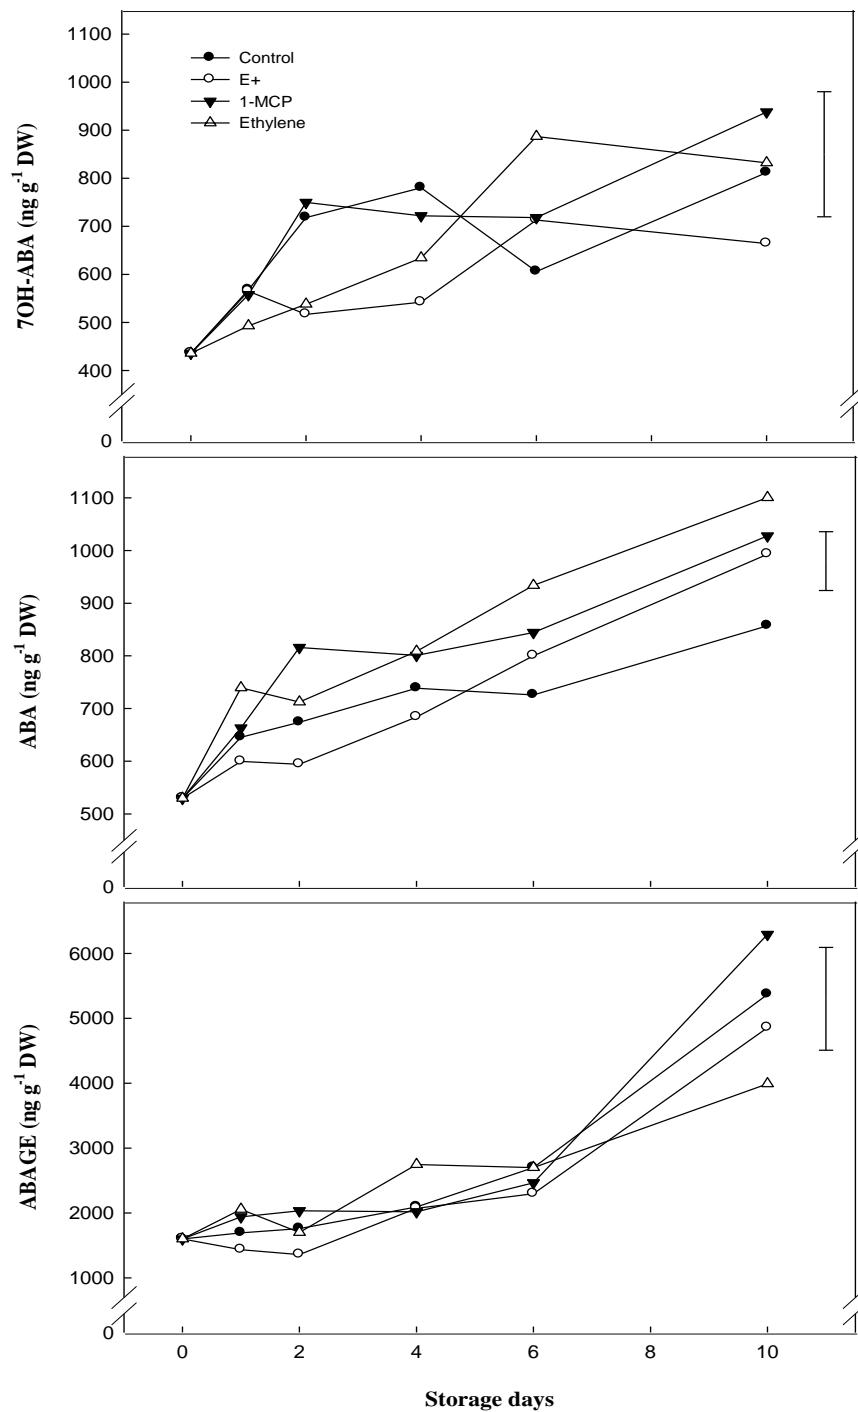 1100
1000
900
800
700
600
500
400
0
7OH-ABA (ng g⁻¹ DW)
Control
E+
1-MCP
Ethylene
1100
1000
900
800
700
600
500
0
ABA (ng g⁻¹ DW)
6000
5000
4000
3000
2000
1000
0
ABAGE (ng g⁻¹ DW)
0 2 4 6 8 10
Storage days